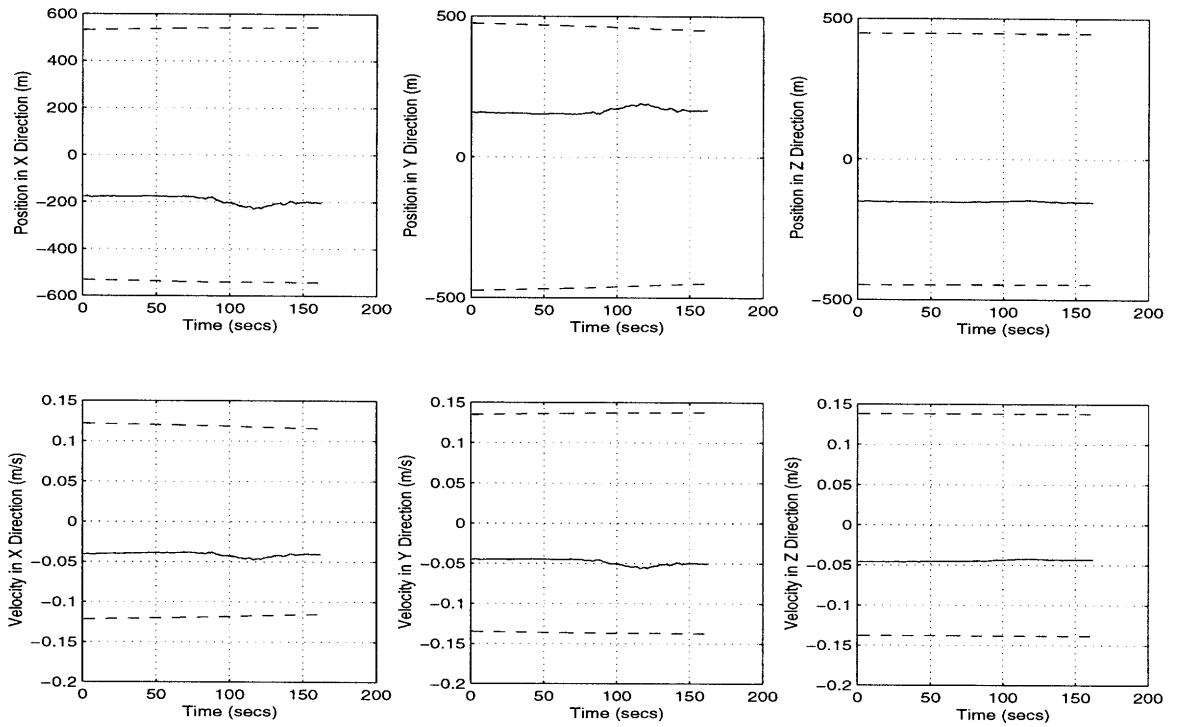 Position in X Direction (m)
600
400
200
0
−200
−400
−600
0 50 100 150 200
Time (secs)
Position in Y Direction (m)
500
0
−500
0 50 100 150 200
Time (secs)
Position in Z Direction (m)
500
0
−500
0 50 100 150 200
Time (secs)
Velocity in X Direction (m/s)
0.15
0.1
0.05
0
−0.05
−0.1
−0.15
−0.2
0 50 100 150 200
Time (secs)
Velocity in Y Direction (m/s)
0.15
0.1
0.05
0
−0.05
−0.1
−0.15
−0.2
0 50 100 150 200
Time (secs)
Velocity in Z Direction (m/s)
0.15
0.1
0.05
0
−0.05
−0.1
−0.15
−0.2
0 50 100 150 200
Time (secs)